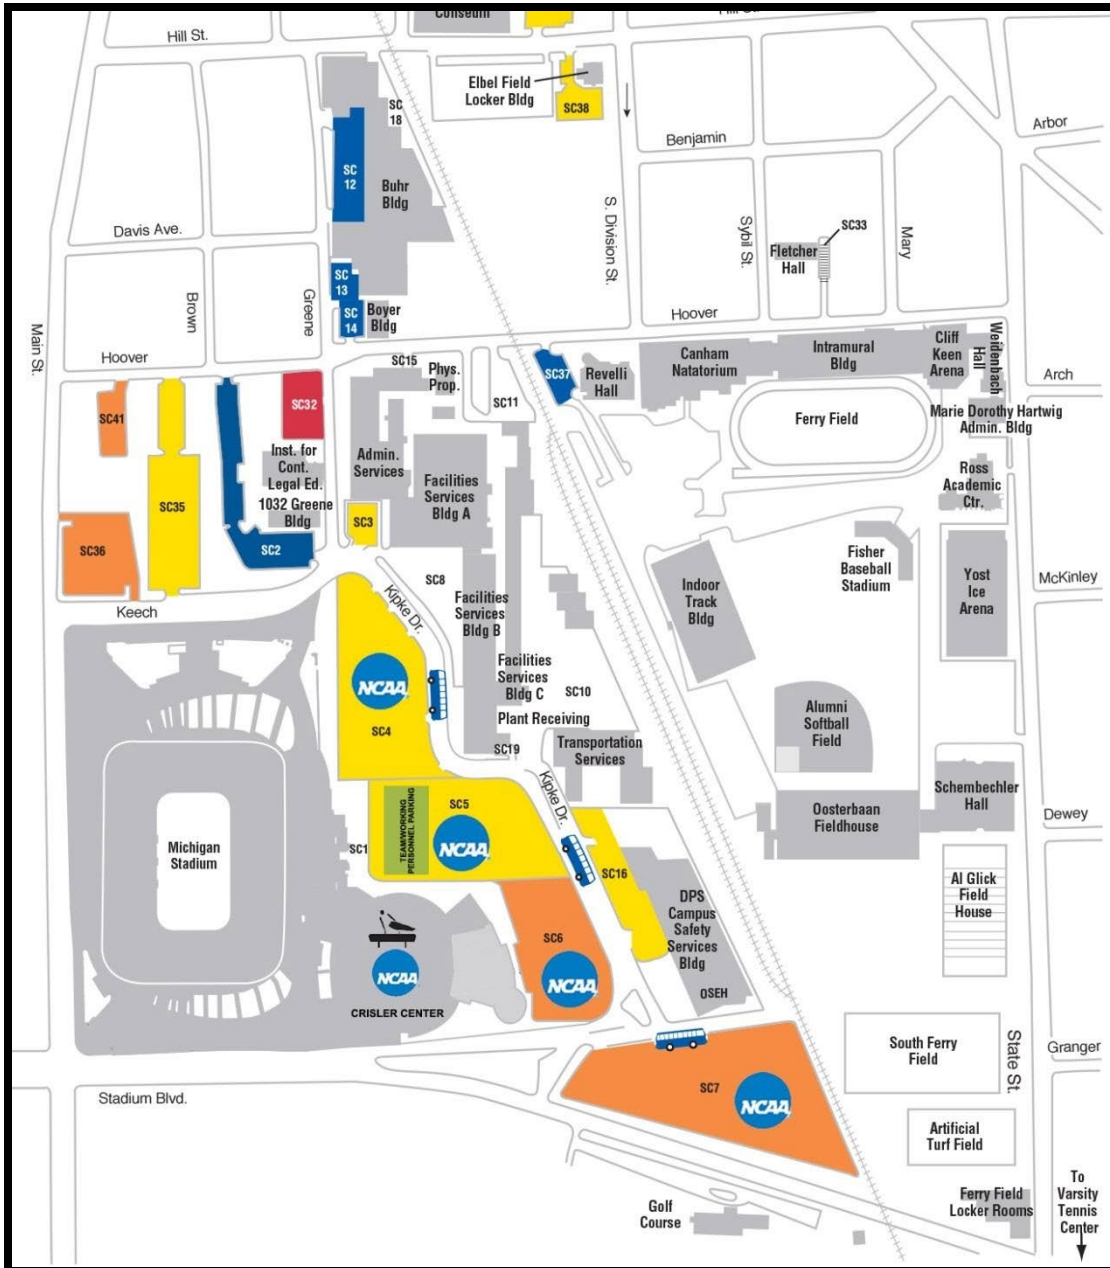 Coliseum
Hill St.
Hill St.
Elbel Field
Locker Bldg
SC38
SC
18
Arbor
Benjamin
SC
12
Buhr
Bldg
S. Division St.
Sybil St.
Mary
SC33
Fletcher
Hall
Davis Ave.
Brown
Greene
SC
13
SC
14
Boyer
Bldg
Hoover
Main St.
Hoover
SC15
Phys.
Prop.
SC37
Revelli
Hall
Canham
Natatorium
Intramural
Bldg
Cliff
Keen
Arena
Weidenbach
Hall
Arch
SC41
SC32
SC11
Ferry Field
Marie Dorothy Hartwig
Admin. Bldg
Inst. for
Cont.
Legal Ed.
1032 Greene
Bldg
Admin.
Services
Facilities
Services
Bldg A
Ross
Academic
Ctr.
SC35
SC3
SC36
SC2
SC8
Fisher
Baseball
Stadium
Indoor
Track
Bldg
Yost
Ice
Arena
McKinley
Keech
Kipke Dr.
Facilities
Services
Bldg B
Facilities
Services
Bldg C
SC10
NCAA
SC4
Plant Receiving
SC19
Transportation
Services
Alumni
Softball
Field
Schembechler
Hall
Kipke Dr.
SC5
TEAM/WORKING
PERSONNEL PARKING
NCAA
Oosterbaan
Fieldhouse
Dewey
Michigan
Stadium
SC1
SC16
DPS
Campus
Safety
Services
Bldg
OSEH
Al Glick
Field
House
SC6
NCAA
NCAA
CRISLER CENTER
South Ferry
Field
State St.
Granger
Stadium Blvd.
SC7
NCAA
Artificial
Turf Field
Golf
Course
Ferry Field
Locker Rooms
To
Varsity
Tennis
Center